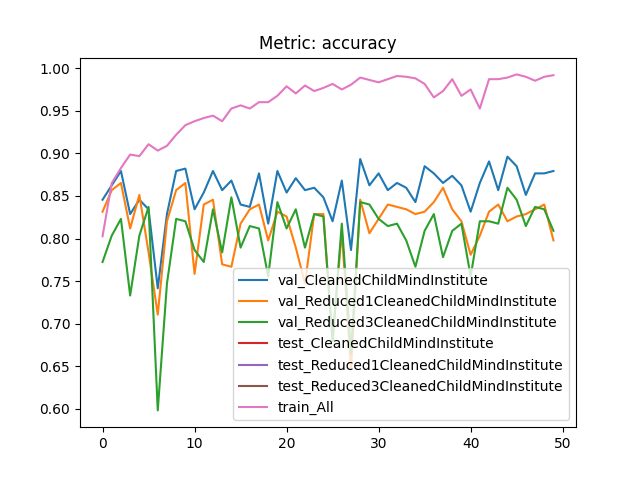 Metric: accuracy
1.00
0.95
0.90
0.85
0.80
0.75
0.70
0.65
0.60
0
10
20
30
40
50
val_CleanedChildMindInstitute
val_Reduced1CleanedChildMindInstitute
val_Reduced3CleanedChildMindInstitute
test_CleanedChildMindInstitute
test_Reduced1CleanedChildMindInstitute
test_Reduced3CleanedChildMindInstitute
train_All